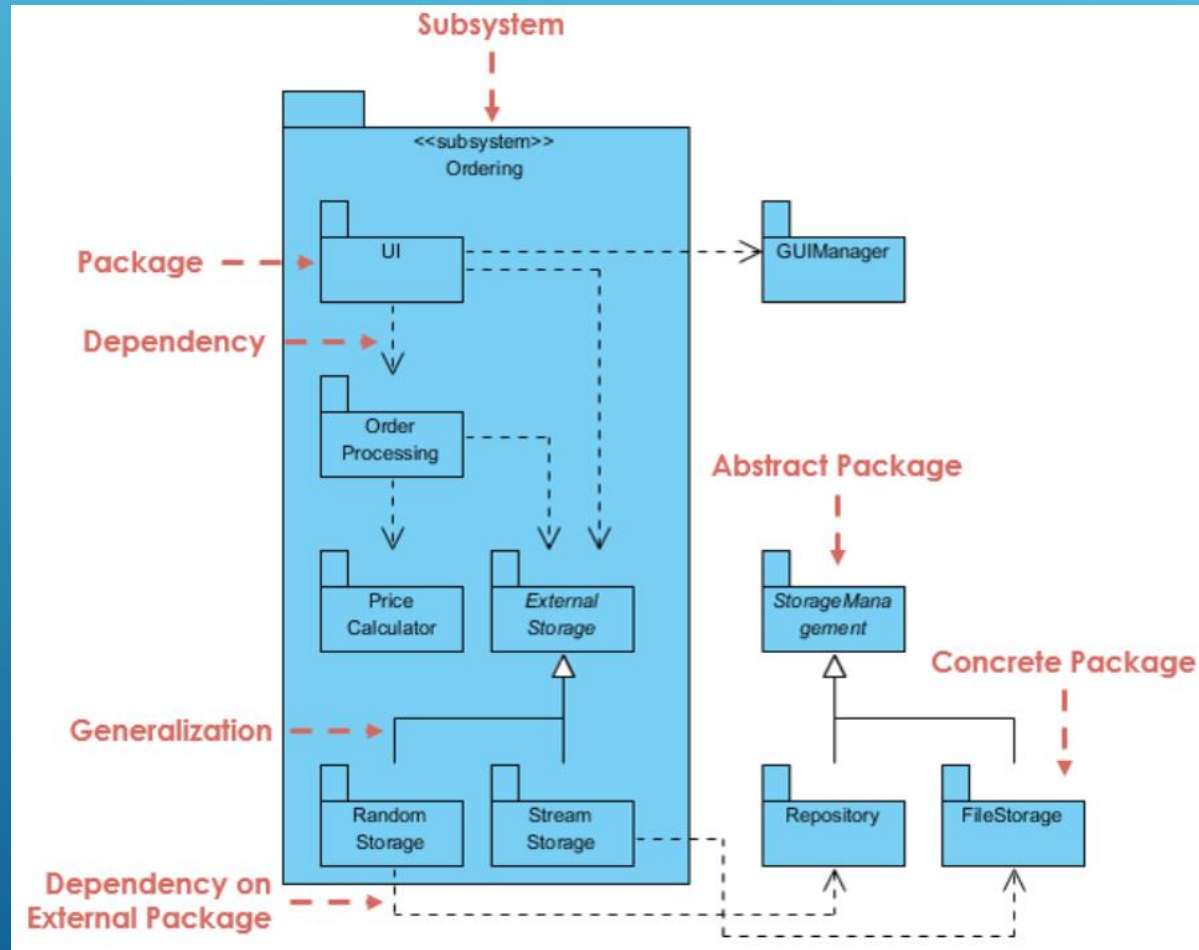 Subsystem
<<subsystem>>
Ordering
Package
UI
GUIManager
Dependency
Order
Processing
Abstract Package
Price
Calculator
External
Storage
StorageMana
gement
Concrete Package
Generalization
Random
Storage
Stream
Storage
Repository
FileStorage
Dependency on
External Package